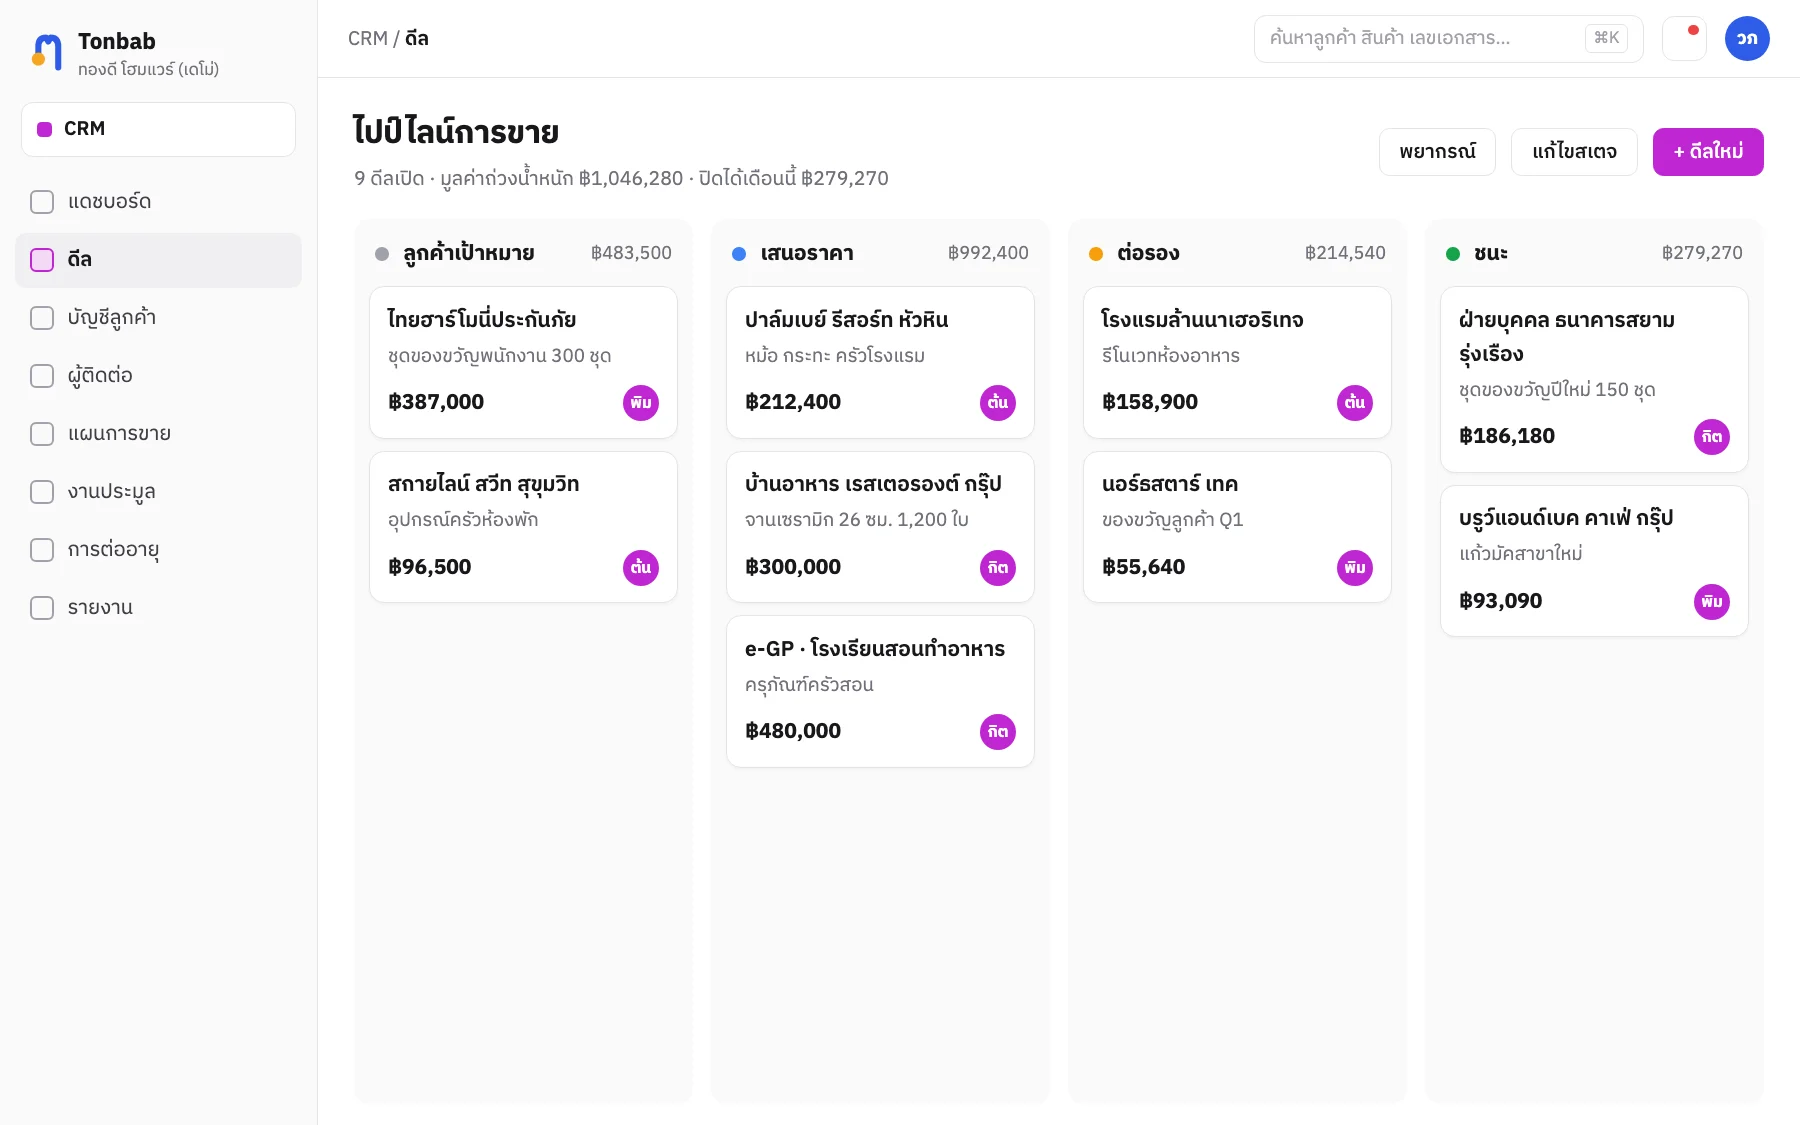 Tonbab
ทองดี โฮมแวร์ (เดโม่)
CRM
แดชบอร์ด
ดีล
บัญชีลูกค้า
ผู้ติดต่อ
แผนการขาย
งานประมูล
การต่ออายุ
รายงาน
CRM / ดีล
ค้นหาลูกค้า สินค้า เลขเอกสาร...
⌘K
วก
ไปป์ไลน์การขาย
9 ดีลเปิด · มูลค่าถ่วงน้ำหนัก ฿1,046,280 · ปิดได้เดือนนี้ ฿279,270
พยากรณ์
แก้ไขสเตจ
+ ดีลใหม่
ลูกค้าเป้าหมาย ฿483,500
ไทยฮาร์โมนี่ประกันภัย
ชุดของขวัญพนักงาน 300 ชุด
฿387,000 พิม
สกายไลน์ สวีท สุขุมวิท
อุปกรณ์ครัวห้องพัก
฿96,500 ต้น
เสนอราคา ฿992,400
ปาล์มเบย์ รีสอร์ท หัวหิน
หม้อ กระทะ ครัวโรงแรม
฿212,400 ต้น
บ้านอาหาร เรสเตอรองต์ กรุ๊ป
จานเซรามิก 26 ซม. 1,200 ใบ
฿300,000 กิต
e-GP · โรงเรียนสอนทำอาหาร
ครุภัณฑ์ครัวสอน
฿480,000 กิต
ต่อรอง ฿214,540
โรงแรมล้านนาเฮอริเทจ
รีโนเวทห้องอาหาร
฿158,900 ต้น
นอร์ธสตาร์ เทค
ของขวัญลูกค้า Q1
฿55,640 พิม
ชนะ ฿279,270
ฝ่ายบุคคล ธนาคารสยาม
รุ่งเรือง
ชุดของขวัญปีใหม่ 150 ชุด
฿186,180 กิต
บรูว์แอนด์เบค คาเฟ่ กรุ๊ป
แก้วมัคสาขาใหม่
฿93,090 พิม